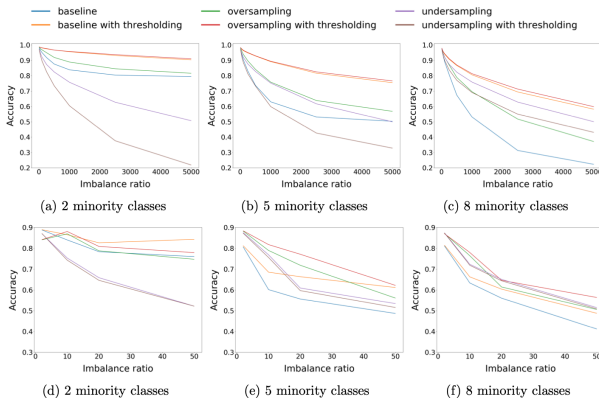 baseline
oversampling
undersampling
baseline with thresholding
oversampling with thresholding
undersampling with thresholding
Accuracy
1.0
0.9
0.8
0.7
0.6
0.5
0.4
0.3
0.2
0 1000 2000 3000 4000 5000
Imbalance ratio
(a) 2 minority classes
Accuracy
1.0
0.9
0.8
0.7
0.6
0.5
0.4
0.3
0.2
0 1000 2000 3000 4000 5000
Imbalance ratio
(b) 5 minority classes
Accuracy
1.0
0.9
0.8
0.7
0.6
0.5
0.4
0.3
0.2
0 1000 2000 3000 4000 5000
Imbalance ratio
(c) 8 minority classes
Accuracy
0.9
0.8
0.7
0.6
0.5
0.4
0.3
0 10 20 30 40 50
Imbalance ratio
(d) 2 minority classes
Accuracy
0.9
0.8
0.7
0.6
0.5
0.4
0.3
0 10 20 30 40 50
Imbalance ratio
(e) 5 minority classes
Accuracy
0.9
0.8
0.7
0.6
0.5
0.4
0.3
0 10 20 30 40 50
Imbalance ratio
(f) 8 minority classes